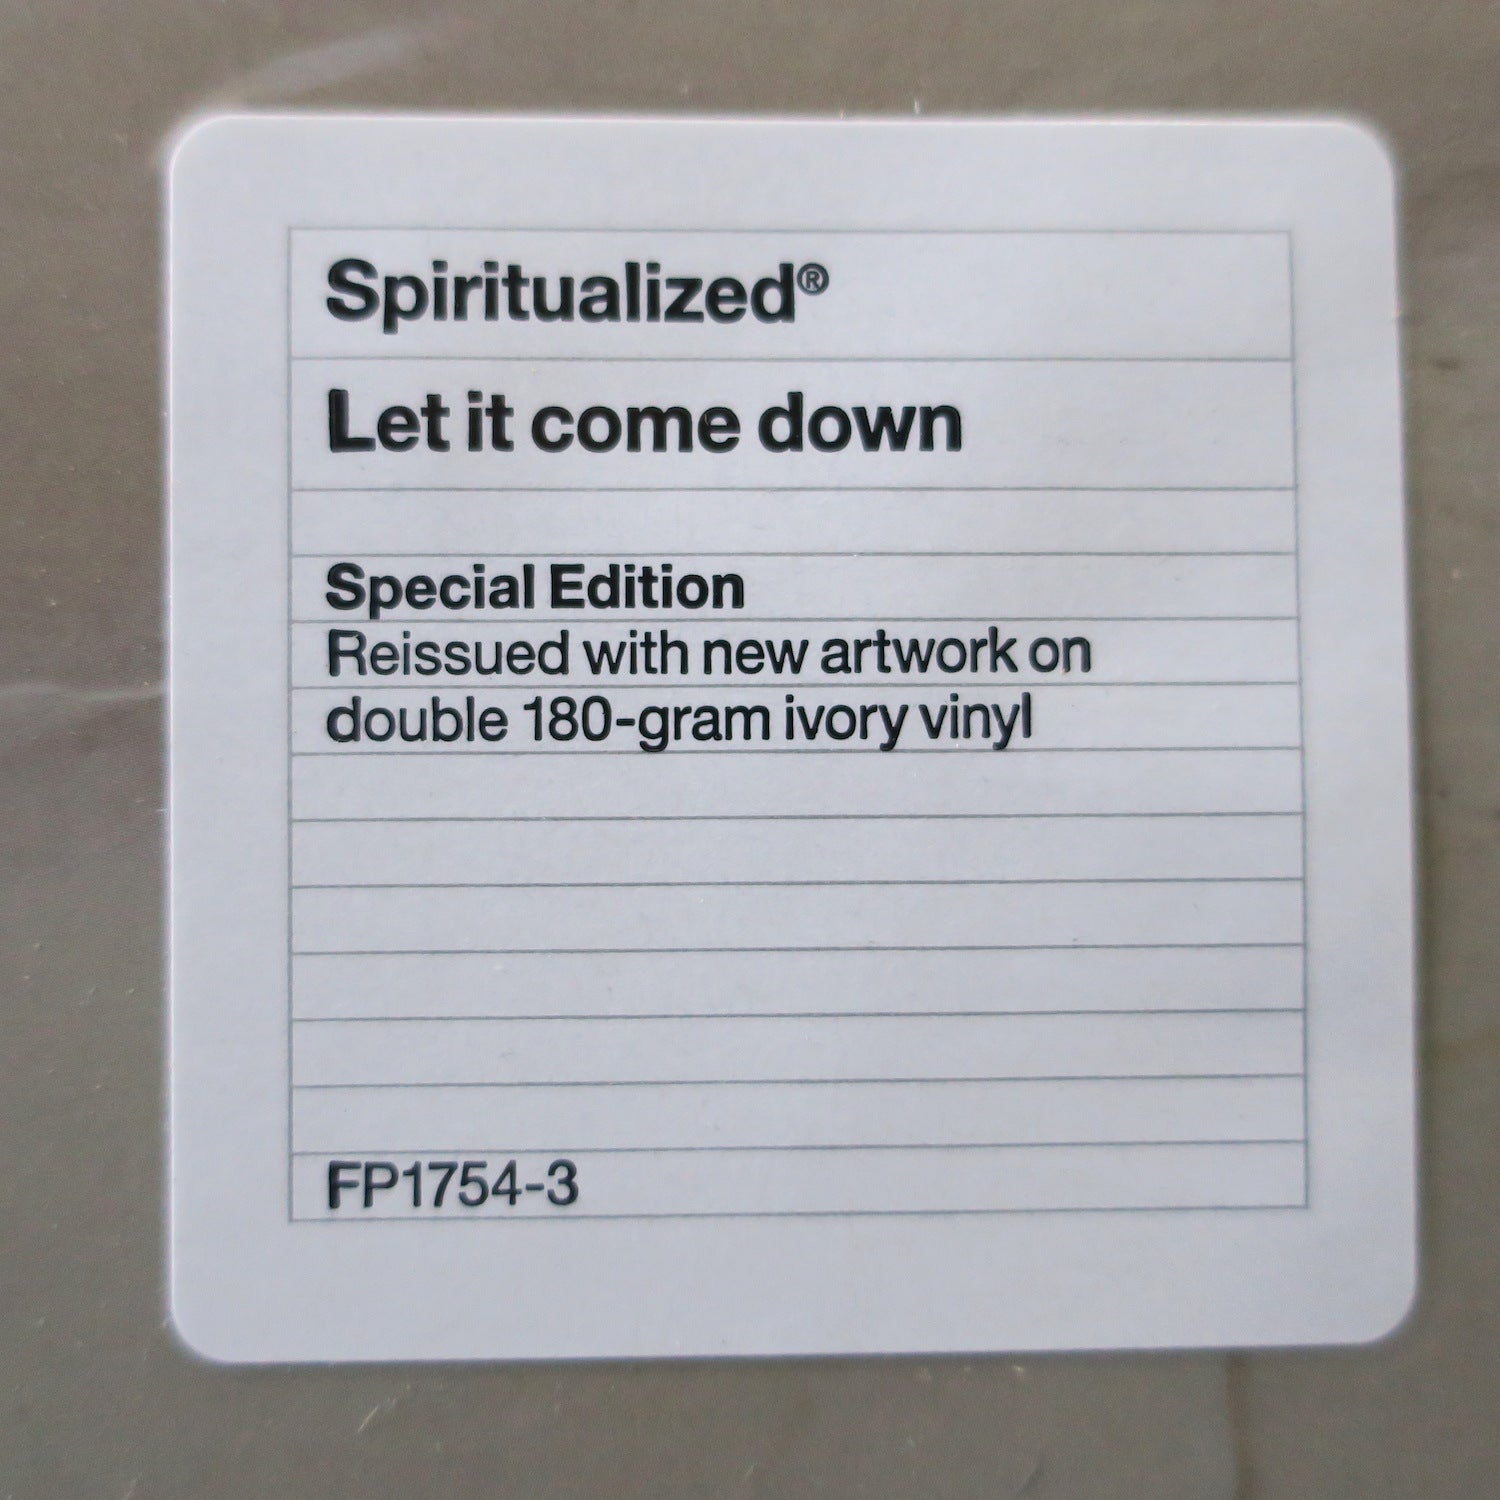 Spiritualized®
Let it come down
Special Edition
Reissued with new artwork on
double 180-gram ivory vinyl
FP1754-3